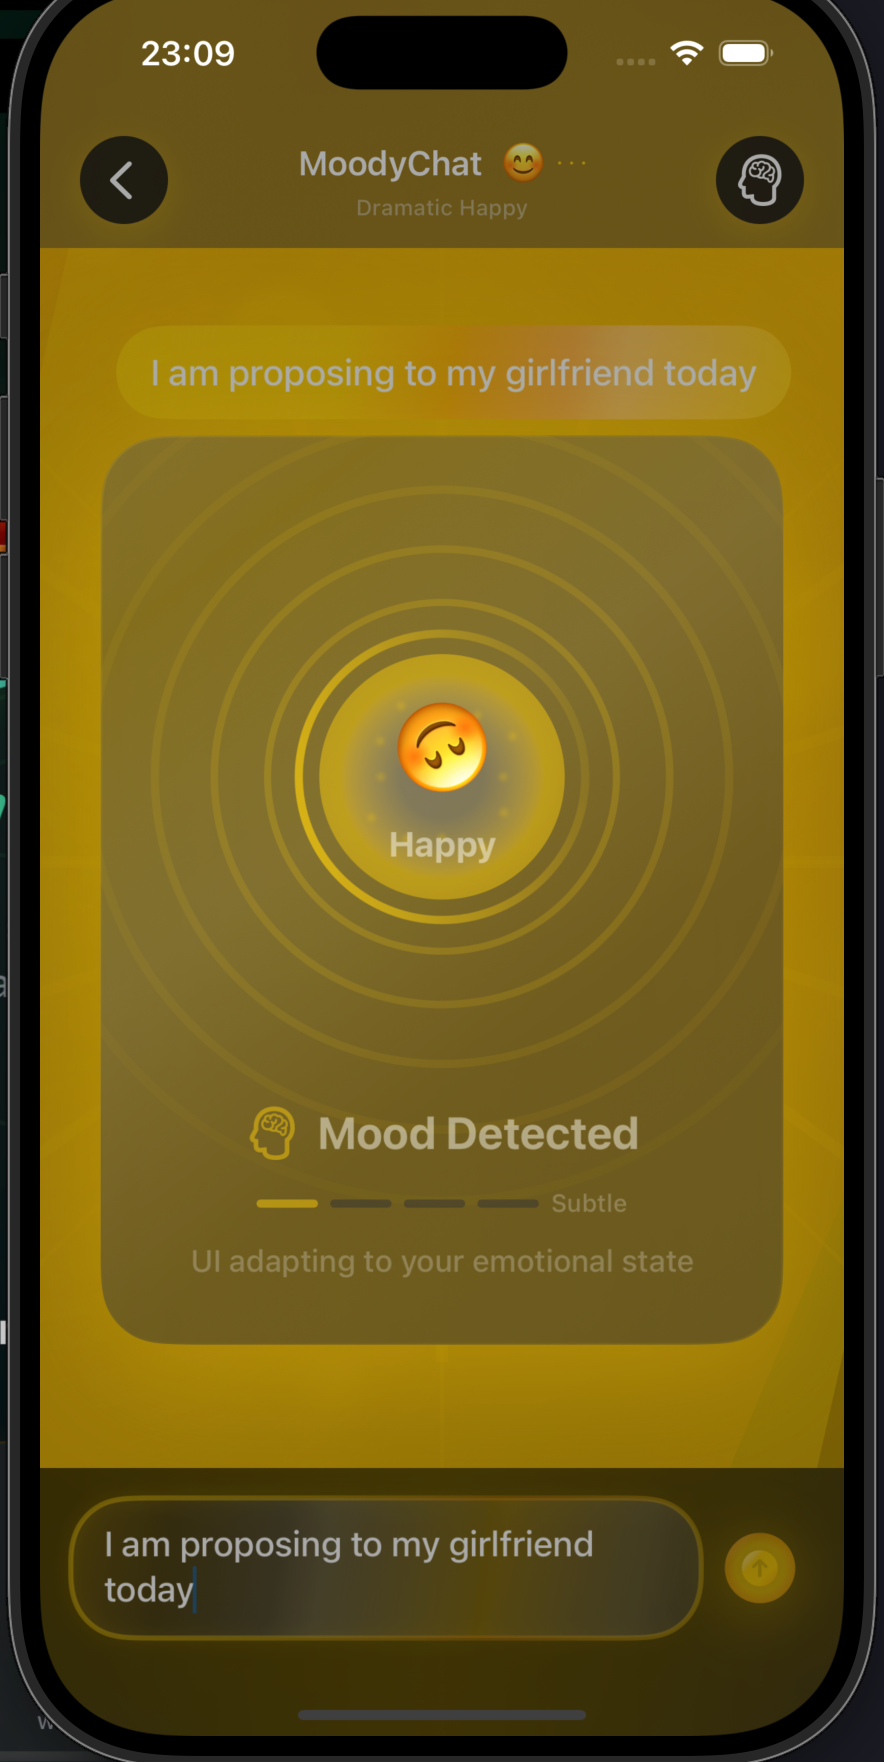 23:09
MoodyChat
Dramatic Happy
I am proposing to my girlfriend today
Happy
Mood Detected
Subtle
UI adapting to your emotional state
I am proposing to my girlfriend
today